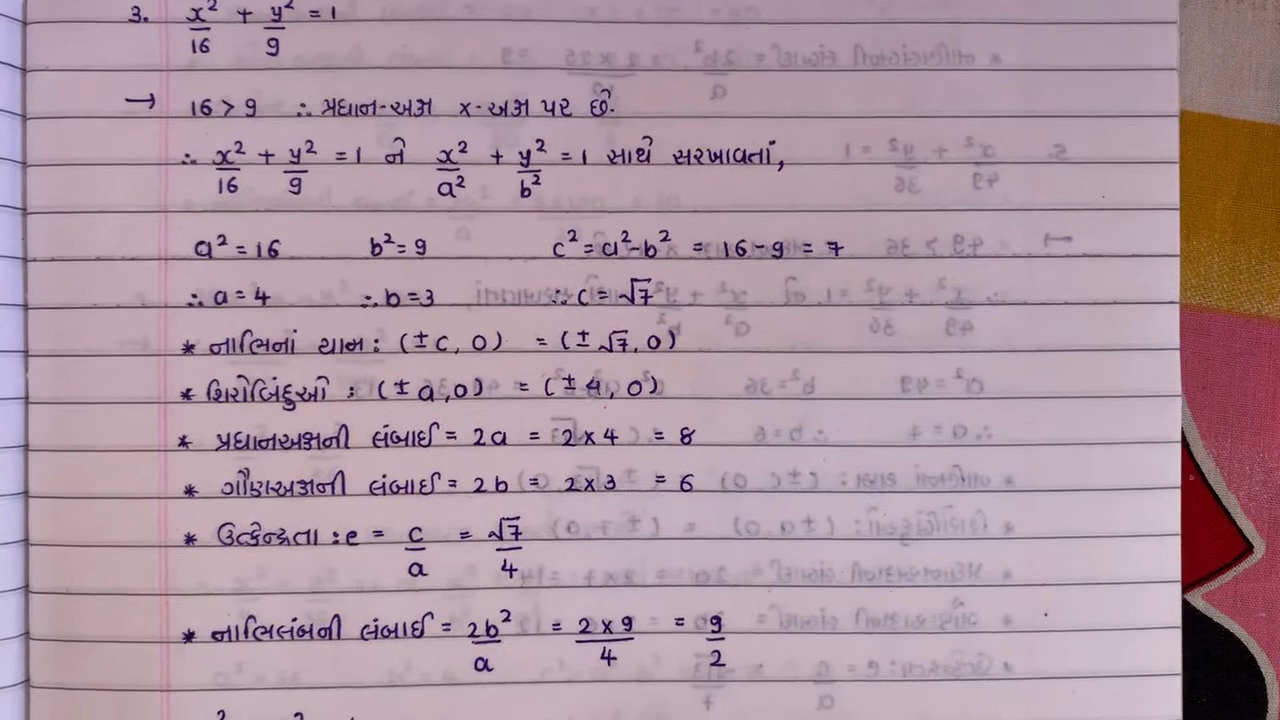 3. x²/16 + y²/9 = 1
→ 16 > 9 ∴ પ્રધાન-અક્ષ x-અક્ષ પર છે.
∴ x²/16 + y²/9 = 1 ને x²/a² + y²/b² = 1 સાથે સરખાવતાં,
a² = 16 b² = 9 c² = a² - b² = 16 - 9 = 7
∴ a = 4 ∴ b = 3 ∴ c = √7
* નાભિનાં યામ : (± c, 0) = (± √7, 0)
* શિરોબિંદુઓ : (± a, 0) = (± 4, 0)
* પ્રધાનઅક્ષની લંબાઈ = 2a = 2 × 4 = 8
* ગૌણઅક્ષની લંબાઈ = 2b = 2 × 3 = 6
* ઉત્કેન્દ્રતા : e = c/a = √7/4
* નાભિલંબની લંબાઈ = 2b²/a = 2 × 9/4 = 9/2